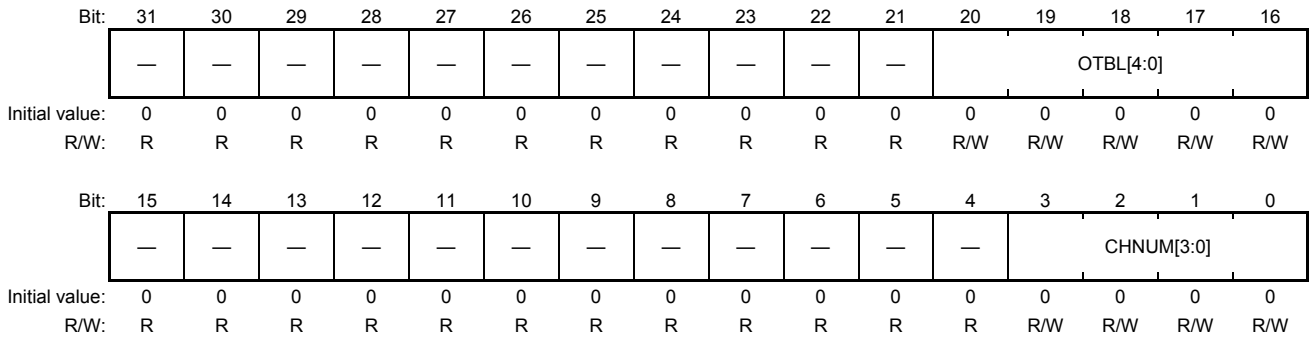 Bit: 31 30 29 28 27 26 25 24 23 22 21 20 19 18 17 16
— — — — — — — — — — — OTBL[4:0]
Initial value: 0 0 0 0 0 0 0 0 0 0 0 0 0 0 0 0
R/W: R R R R R R R R R R R R/W R/W R/W R/W R/W
Bit: 15 14 13 12 11 10 9 8 7 6 5 4 3 2 1 0
— — — — — — — — — — — — CHNUM[3:0]
Initial value: 0 0 0 0 0 0 0 0 0 0 0 0 0 0 0 0
R/W: R R R R R R R R R R R R R/W R/W R/W R/W